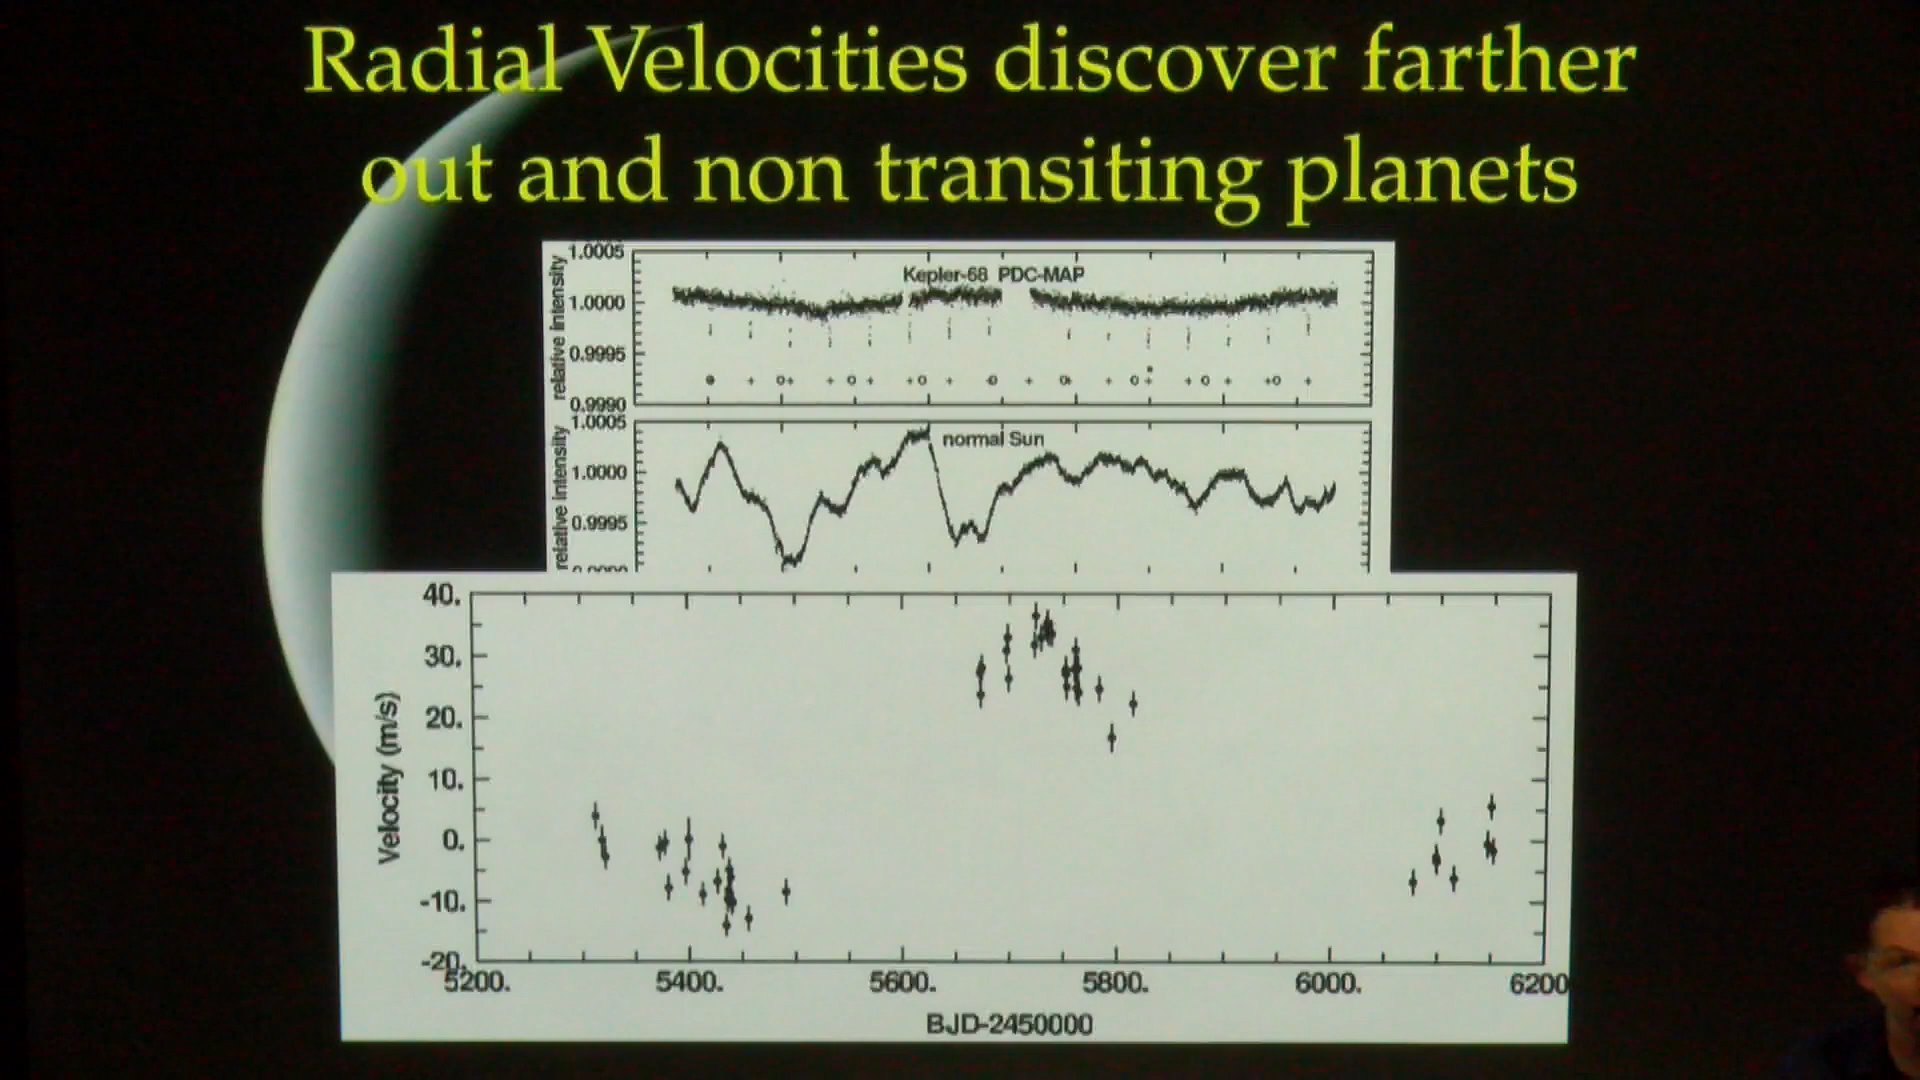 Radial Velocities discover farther
out and non transiting planets
1.0005
Kepler-68 PDC-MAP
1.0000
0.9995
0.9990
relative intensity
1.0005
normal Sun
1.0000
0.9995
relative intensity
40.
30.
20.
10.
0.
-10.
-20.
Velocity (m/s)
5200. 5400. 5600. 5800. 6000. 6200
BJD-2450000